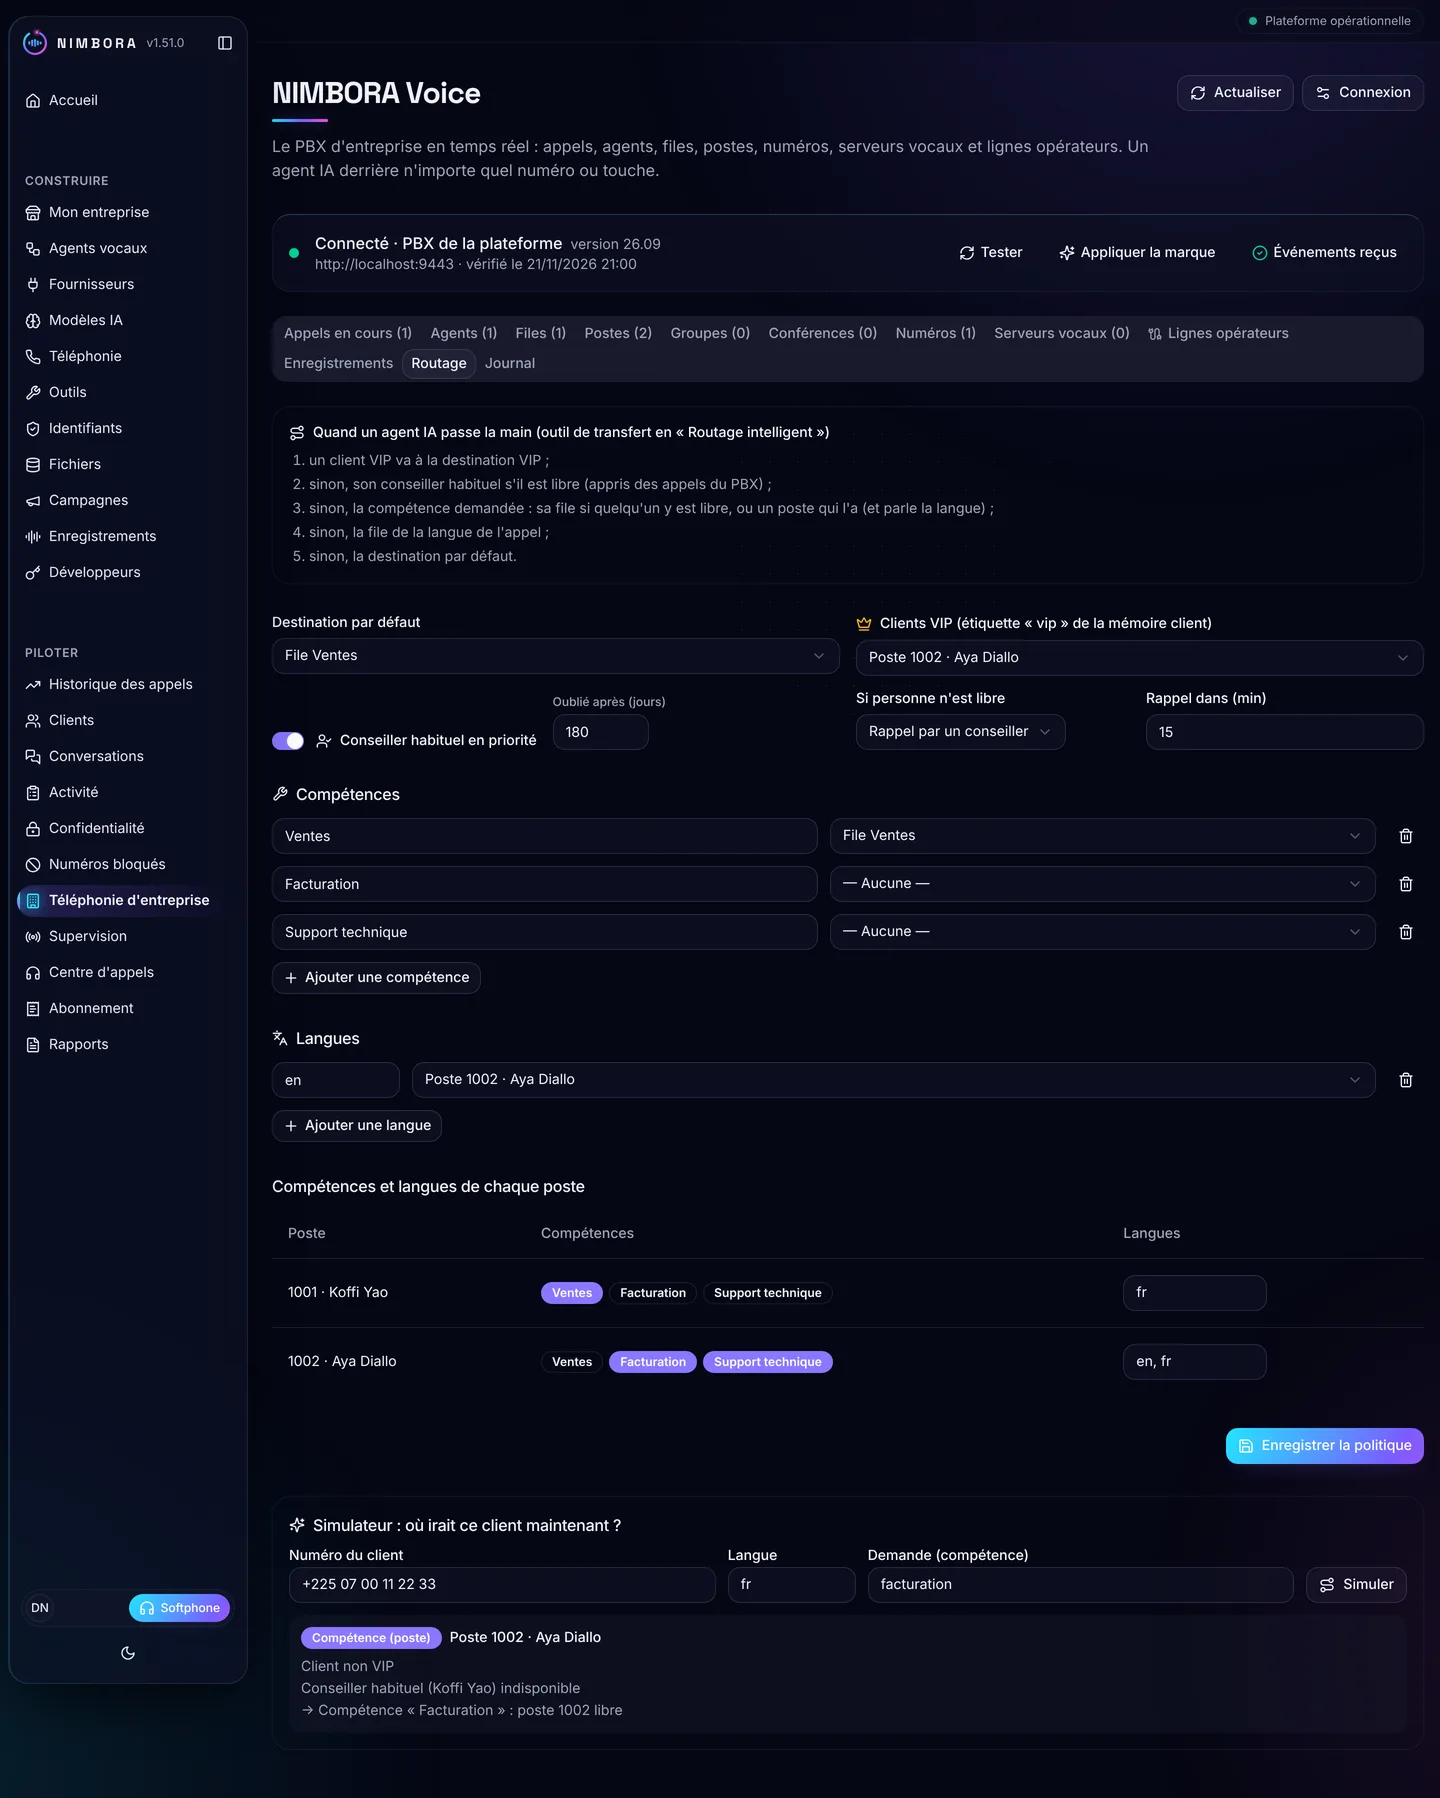 NIMBORA v1.51.0
Accueil
CONSTRUIRE
Mon entreprise
Agents vocaux
Fournisseurs
Modèles IA
Téléphonie
Outils
Identifiants
Fichiers
Campagnes
Enregistrements
Développeurs
PILOTER
Historique des appels
Clients
Conversations
Activité
Confidentialité
Numéros bloqués
Téléphonie d'entreprise
Supervision
Centre d'appels
Abonnement
Rapports
DN
Softphone
Plateforme opérationnelle
NIMBORA Voice
Actualiser
Connexion
Le PBX d'entreprise en temps réel : appels, agents, files, postes, numéros, serveurs vocaux et lignes opérateurs. Un
agent IA derrière n'importe quel numéro ou touche.
Connecté · PBX de la plateforme version 26.09
http://localhost:9443 · vérifié le 21/11/2026 21:00
Tester
Appliquer la marque
Événements reçus
Appels en cours (1) Agents (1) Files (1) Postes (2) Groupes (0) Conférences (0) Numéros (1) Serveurs vocaux (0) Lignes opérateurs
Enregistrements Routage Journal
Quand un agent IA passe la main (outil de transfert en « Routage intelligent »)
1. un client VIP va à la destination VIP ;
2. sinon, son conseiller habituel s'il est libre (appris des appels du PBX) ;
3. sinon, la compétence demandée : sa file si quelqu'un y est libre, ou un poste qui l'a (et parle la langue) ;
4. sinon, la file de la langue de l'appel ;
5. sinon, la destination par défaut.
Destination par défaut
File Ventes
Clients VIP (étiquette « vip » de la mémoire client)
Poste 1002 · Aya Diallo
Conseiller habituel en priorité
Oublié après (jours)
180
Si personne n'est libre
Rappel par un conseiller
Rappel dans (min)
15
Compétences
Ventes File Ventes
Facturation — Aucune —
Support technique — Aucune —
Ajouter une compétence
Langues
en Poste 1002 · Aya Diallo
Ajouter une langue
Compétences et langues de chaque poste
Poste Compétences Langues
1001 · Koffi Yao Ventes Facturation Support technique fr
1002 · Aya Diallo Ventes Facturation Support technique en, fr
Enregistrer la politique
Simulateur : où irait ce client maintenant ?
Numéro du client Langue Demande (compétence)
+225 07 00 11 22 33 fr facturation Simuler
Compétence (poste) Poste 1002 · Aya Diallo
Client non VIP
Conseiller habituel (Koffi Yao) indisponible
→ Compétence « Facturation » : poste 1002 libre